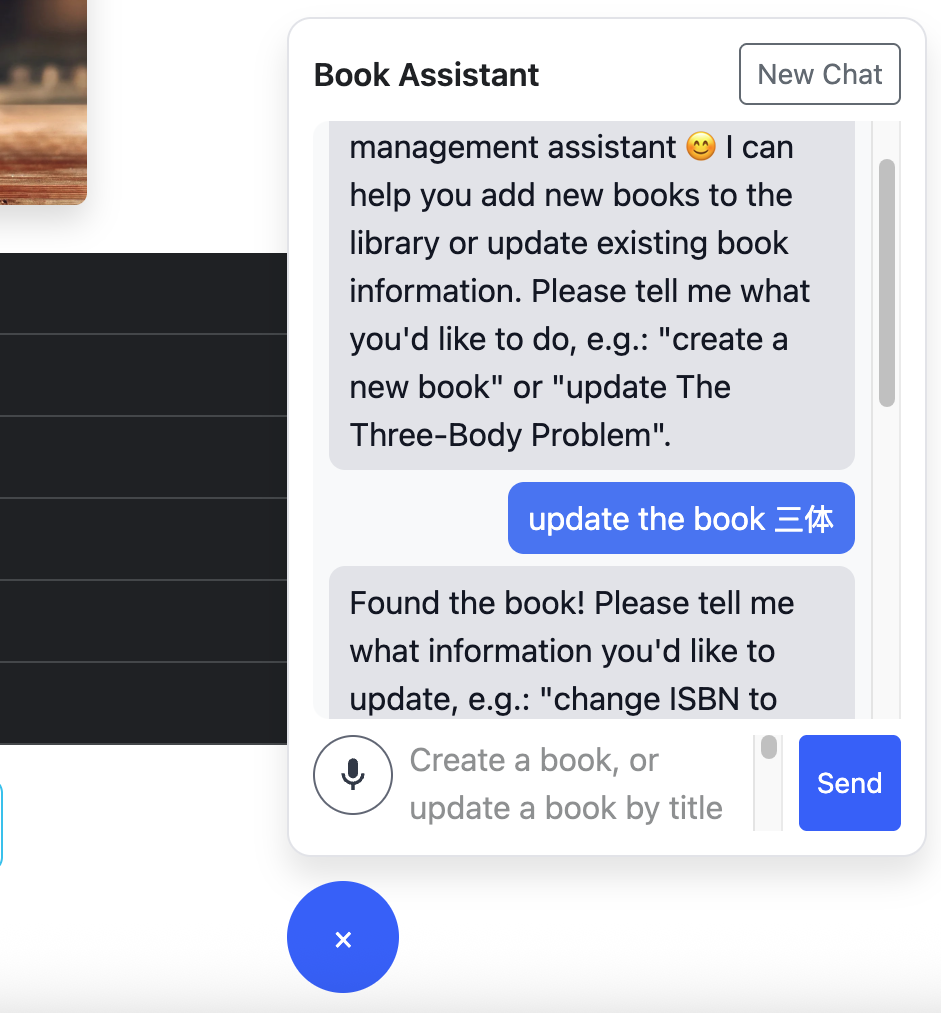 Book Assistant
New Chat
management assistant 😊 I can
help you add new books to the
library or update existing book
information. Please tell me what
you'd like to do, e.g.: "create a
new book" or "update The
Three-Body Problem".
update the book 三体
Found the book! Please tell me
what information you'd like to
update, e.g.: "change ISBN to
Create a book, or
update a book by title
Send
×